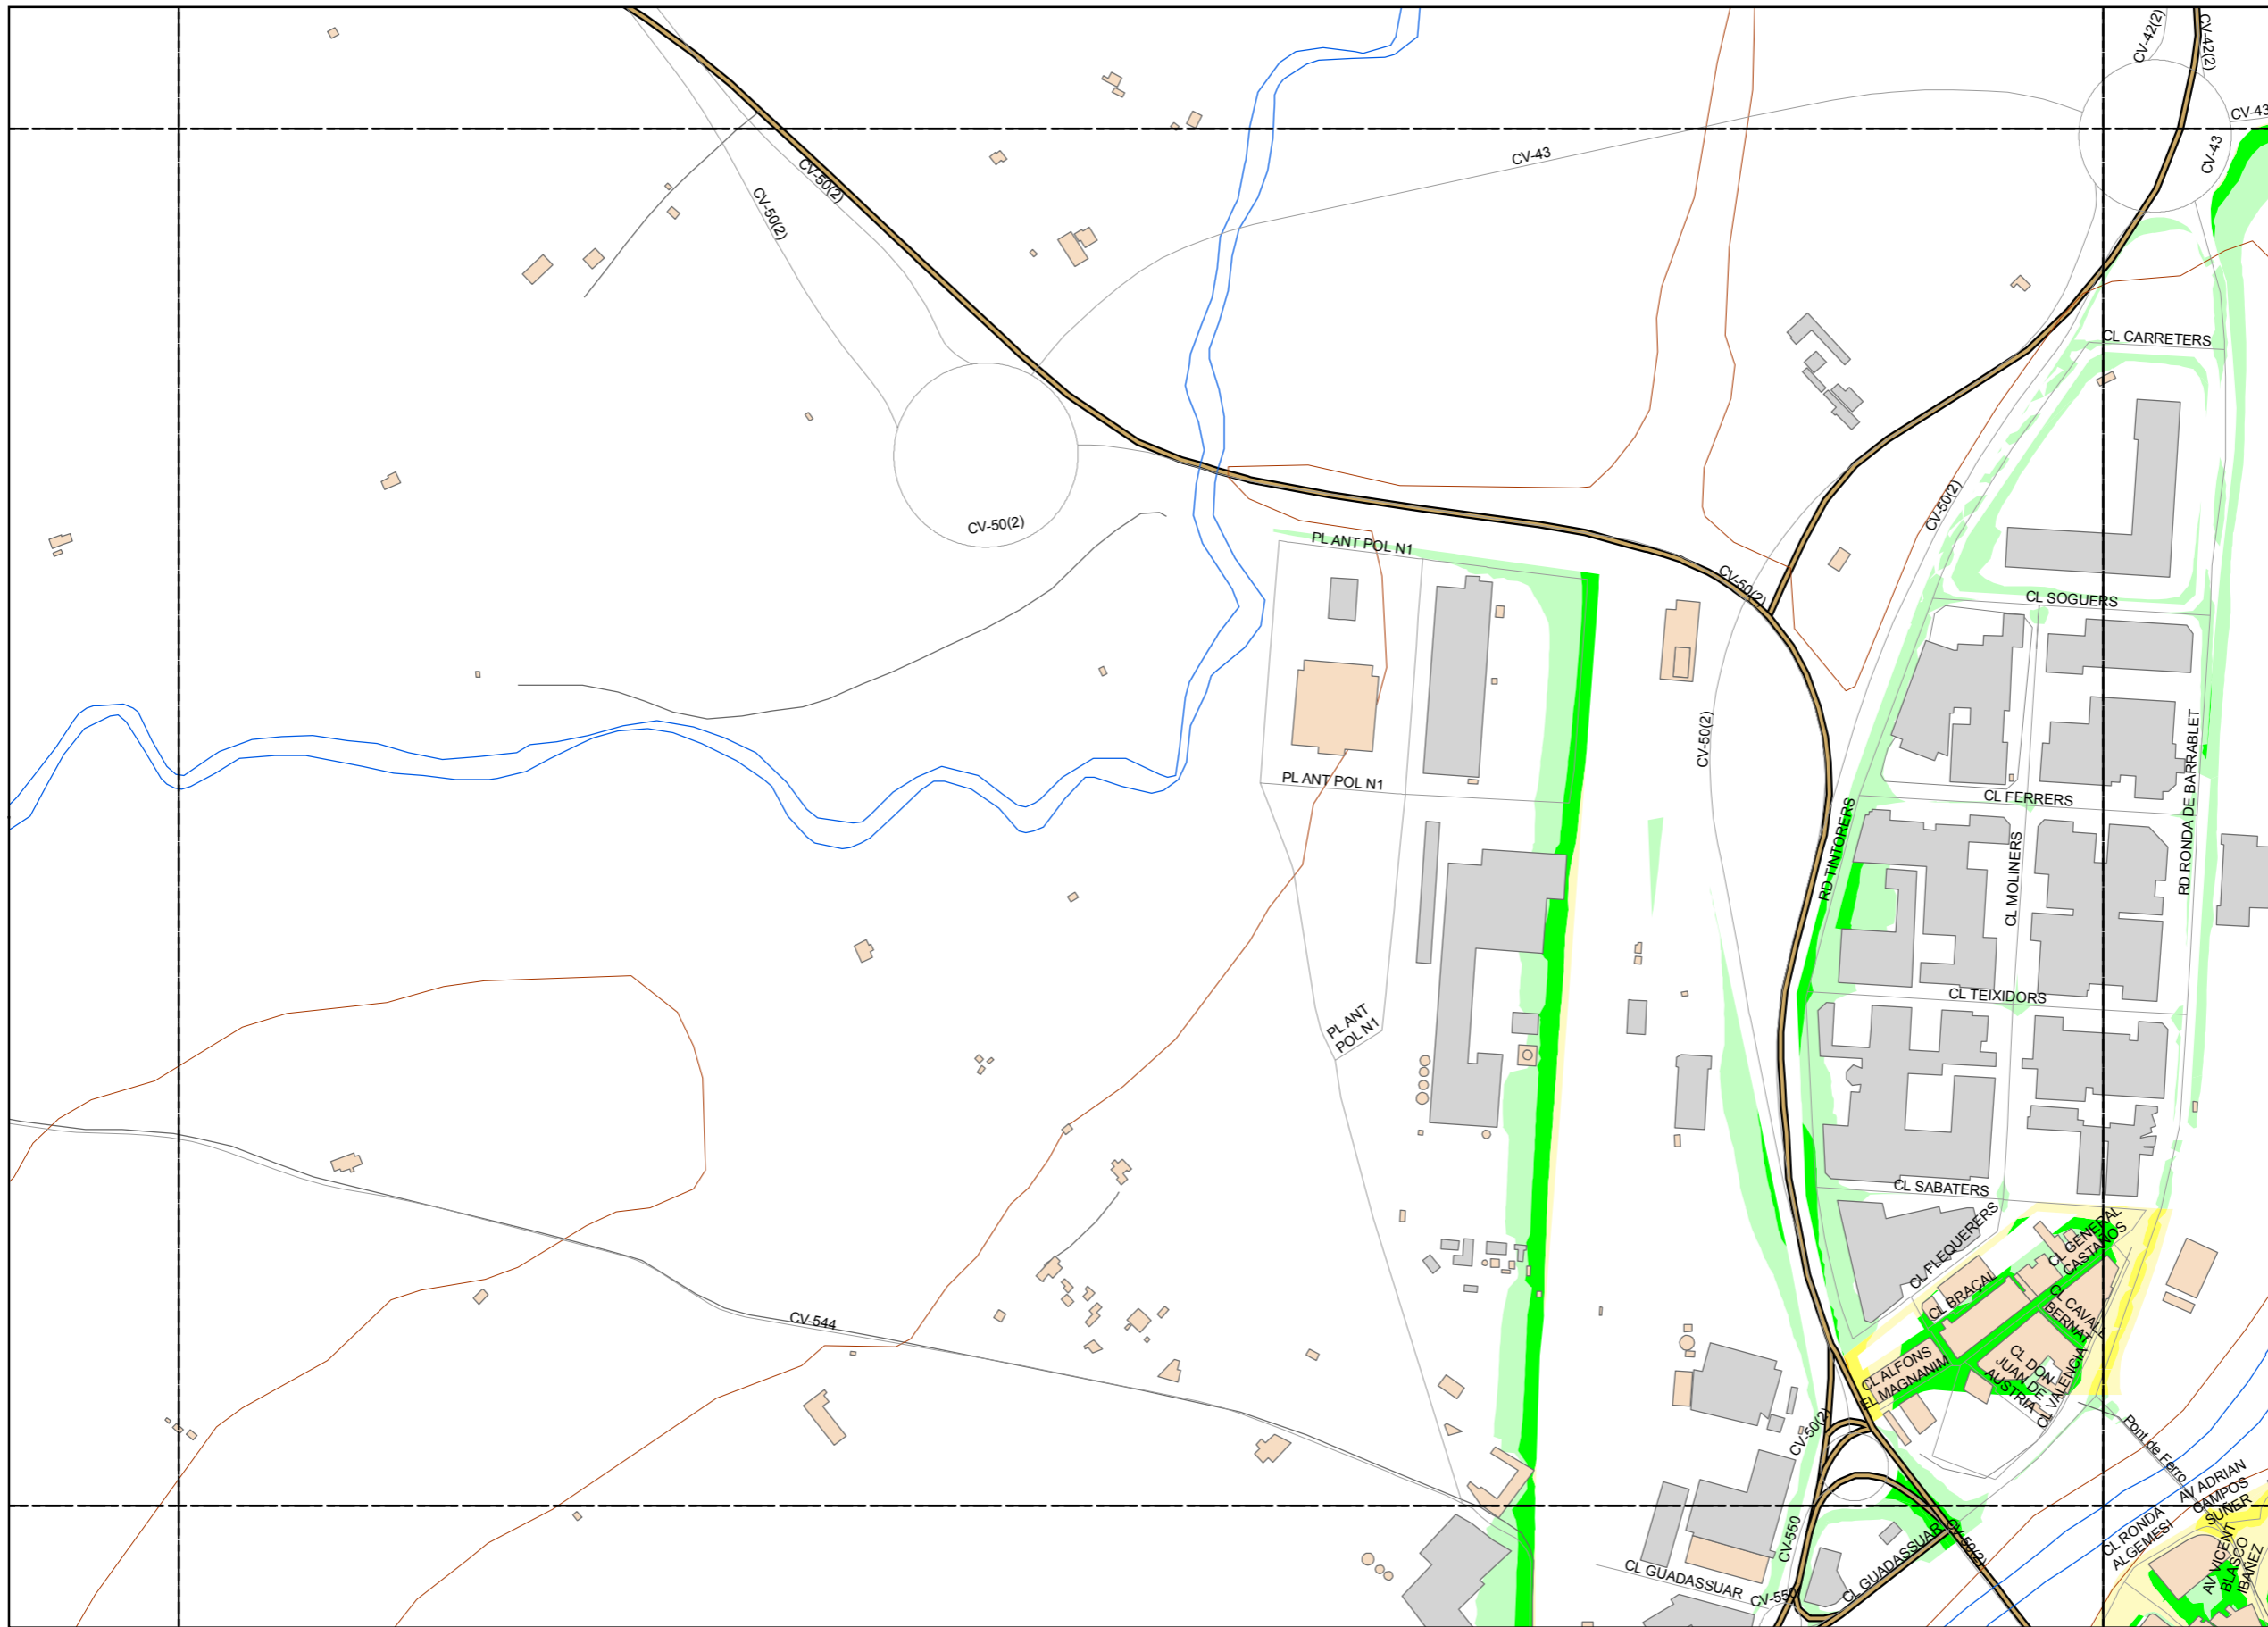 CV-42(2)
CV-42(2)
CV-43
CV-43
CV-43
CV-50(2)
CV-50(2)
CV-50(2)
CL CARRETERS
CV-50(2)
PL ANT POL N1
CV-50(2)
CL SOGUERS
CV-50(2)
RD RONDA DE BARRABLET
PL ANT POL N1
CL FERRERS
RD TINTORERS
CL MOLINERS
CL TEIXIDORS
PL ANT
POL N1
CL SABATERS
CL FLEQUERERS
CL GENERAL
CASTAÑOS
CL BRAÇAL
CL CAVALL
BERNAT
CV-544
CL ALFONS
EL MAGNANIM
CL DON
JUAN DE
AUSTRIA
CL VALENCIA
CV-50(2)
Pont de Ferro
AV ADRIAN
CAMPOS
SUÑER
CL RONDA
ALGEMESI
CV-550
CL GUADASSUAR
CV-50(2)
AV VICENT
BLASCO
IBAÑEZ
CL GUADASSUAR
CV-550